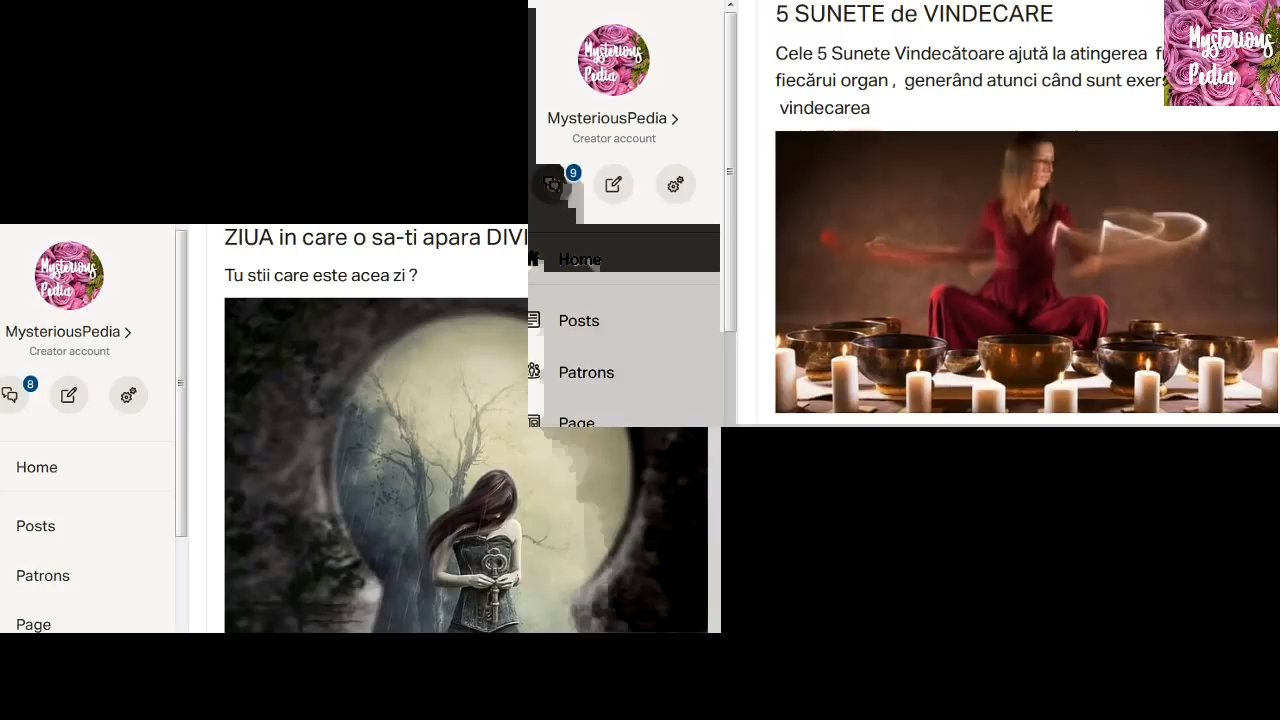 Mysterious
Pedia
MysteriousPedia
Creator account
9
Home
Posts
Patrons
Page
5 SUNETE de VINDECARE
Cele 5 Sunete Vindecătoare ajută la atingerea
fiecărui organ , generând atunci când sunt
vindecarea
Mysterious
Pedia
Mysterious
Pedia
MysteriousPedia
Creator account
8
Home
Posts
Patrons
Page
ZIUA in care o sa-ti apara
Tu stii care este acea zi ?